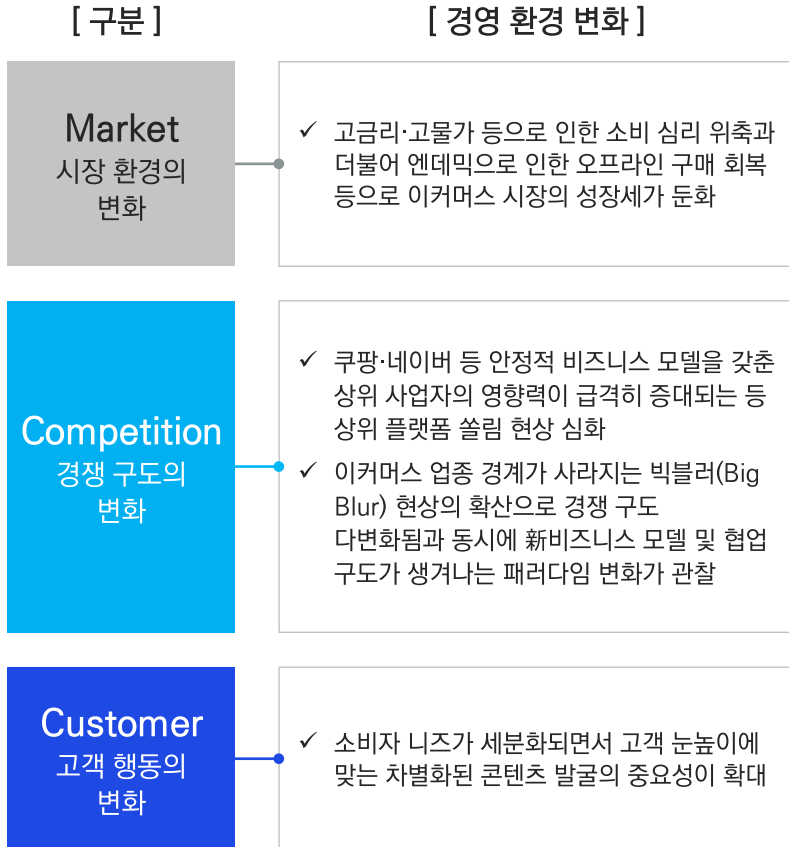 [ 구분 ]
[ 경영 환경 변화 ]
Market
시장 환경의
변화
✓ 고금리·고물가 등으로 인한 소비 심리 위축과
더불어 엔데믹으로 인한 오프라인 구매 회복
등으로 이커머스 시장의 성장세가 둔화
Competition
경쟁 구도의
변화
✓ 쿠팡·네이버 등 안정적 비즈니스 모델을 갖춘
상위 사업자의 영향력이 급격히 증대되는 등
상위 플랫폼 쏠림 현상 심화
✓ 이커머스 업종 경계가 사라지는 빅블러(Big
Blur) 현상의 확산으로 경쟁 구도
다변화됨과 동시에 新비즈니스 모델 및 협업
구도가 생겨나는 패러다임 변화가 관찰
Customer
고객 행동의
변화
✓ 소비자 니즈가 세분화되면서 고객 눈높이에
맞는 차별화된 콘텐츠 발굴의 중요성이 확대